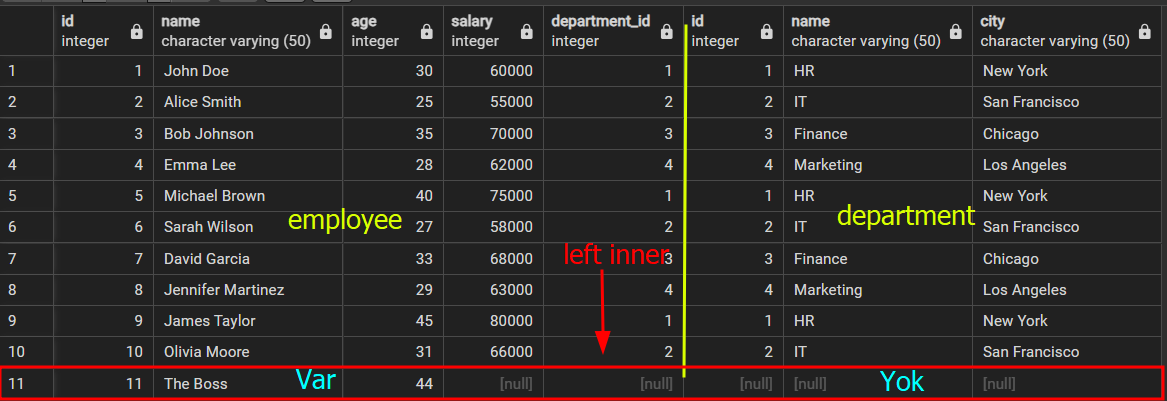 id name age salary department_id id name city
integer character varying (50) integer integer integer integer character varying (50) character varying (50)
1 1 John Doe 30 60000 1 1 HR New York
2 2 Alice Smith 25 55000 2 2 IT San Francisco
3 3 Bob Johnson 35 70000 3 3 Finance Chicago
4 4 Emma Lee 28 62000 4 4 Marketing Los Angeles
5 5 Michael Brown 40 75000 1 1 HR New York
6 6 Sarah Wilson employee 27 58000 2 2 IT department San Francisco
7 7 David Garcia 33 68000 left inner 3 3 Finance Chicago
8 8 Jennifer Martinez 29 63000 4 4 Marketing Los Angeles
9 9 James Taylor 45 80000 1 1 HR New York
10 10 Olivia Moore 31 66000 2 2 IT San Francisco
11 11 The Boss Var 44 [null] [null] [null] [null] Yok [null]